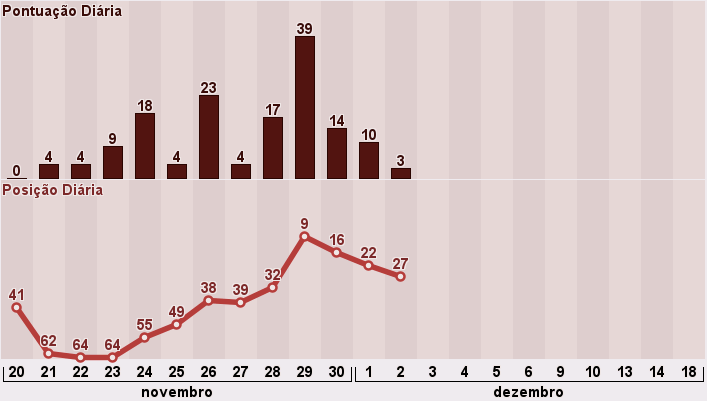 Pontuação Diária
0 4 4 9 18 4 23 4 17 39 14 10 3
Posição Diária
41 62 64 64 55 49 38 39 32 9 16 22 27
20 21 22 23 24 25 26 27 28 29 30 1 2 3 4 5 6 9 10 13 14 18
novembro dezembro